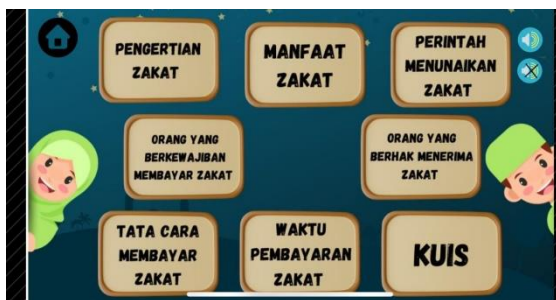 PENGERTIAN
ZAKAT
MANFAAT
ZAKAT
PERINTAH
MENUNAIKAN
ZAKAT
ORANG YANG
BERKEWAJIBAN
MEMBAYAR ZAKAT
ORANG YANG
BERHAK MENERIMA
ZAKAT
TATA CARA
MEMBAYAR
ZAKAT
WAKTU
PEMBAYARAN
ZAKAT
KUIS